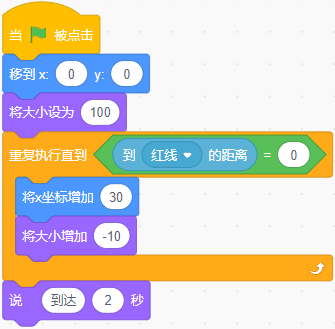 当 被点击
移到 x: 0 y: 0
将大小设为 100
重复执行直到 到 红线 的距离 = 0
将x坐标增加 30
将大小增加 -10
说 到达 2 秒